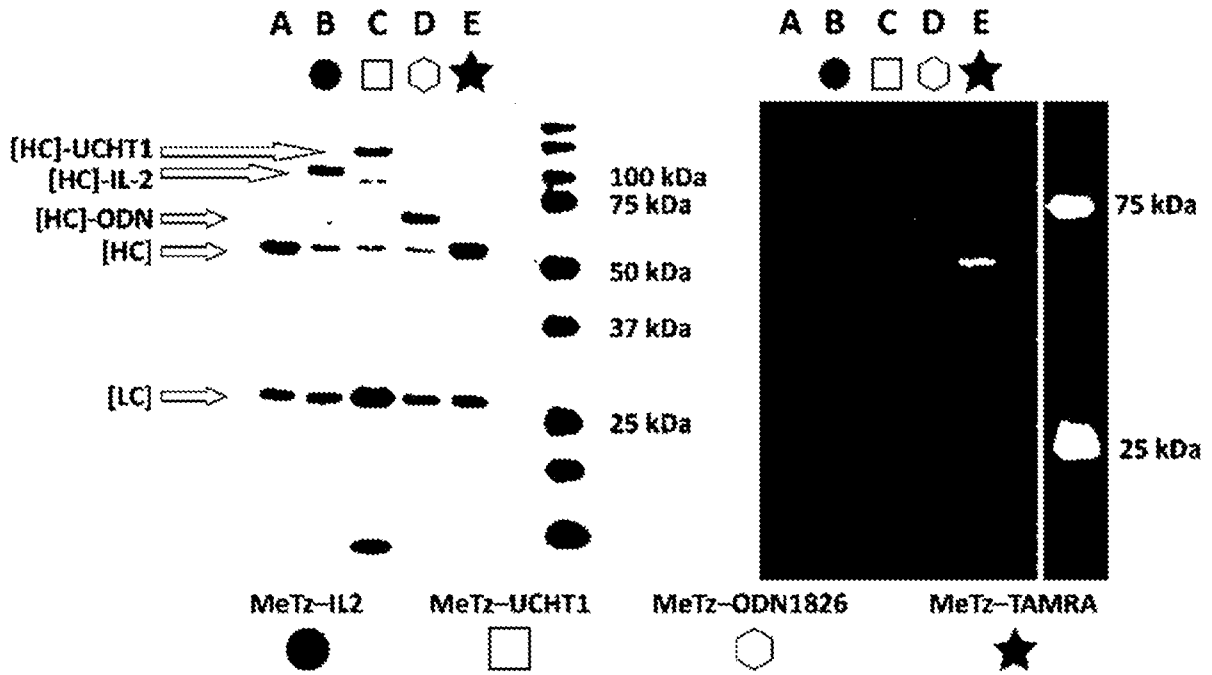 A B C D E
A B C D E
[HC]-UCHT1
[HC]-IL-2
100 kDa
[HC]-ODN
75 kDa
75 kDa
[HC]
50 kDa
37 kDa
[LC]
25 kDa
25 kDa
MeTz–IL2 MeTz–UCHT1 MeTz–ODN1826 MeTz–TAMRA